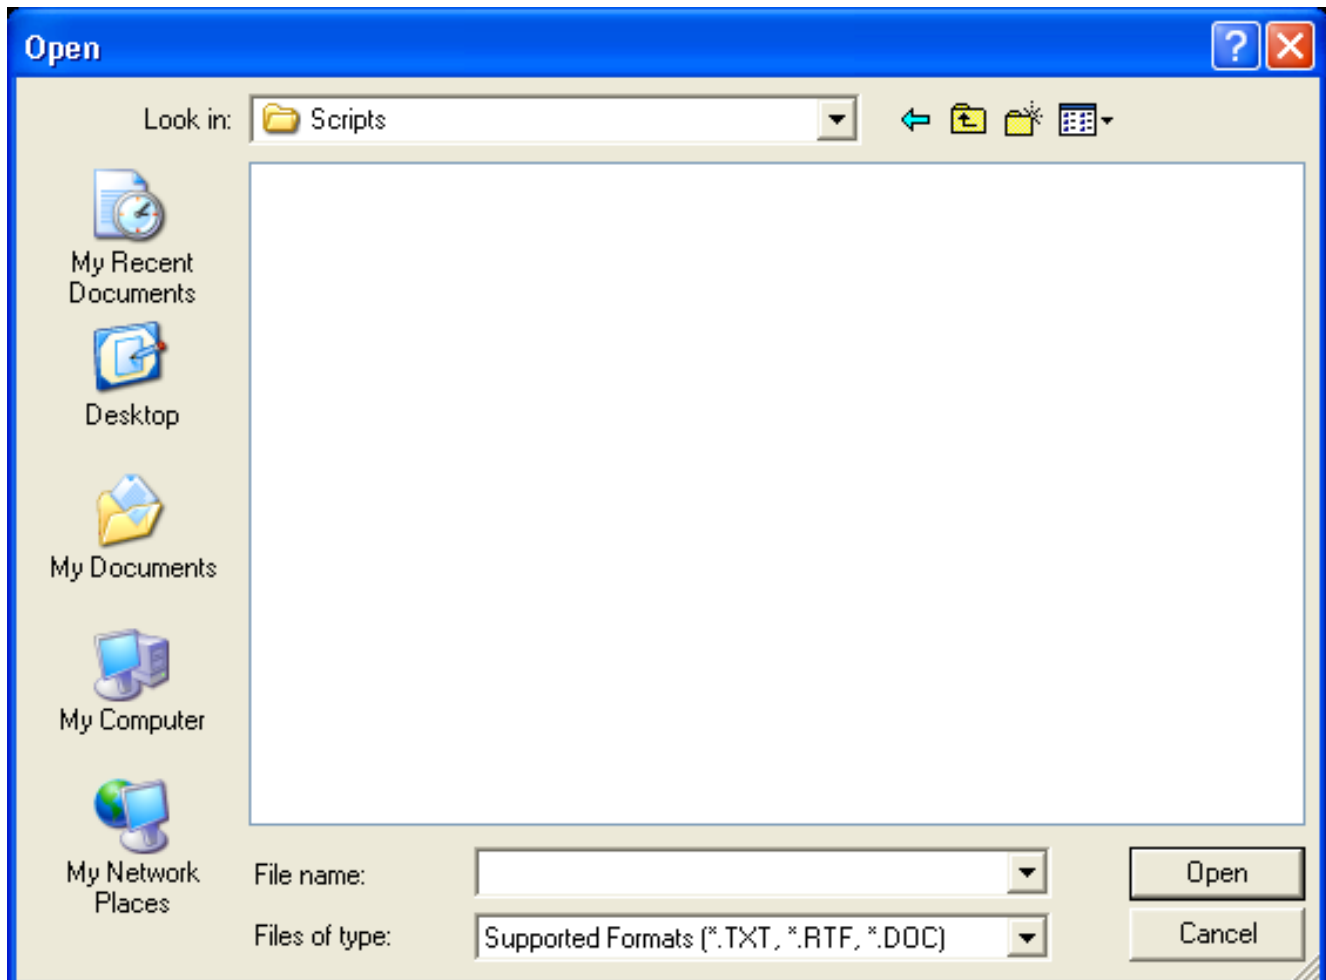 Open
?
Look in: Scripts
My Recent
Documents
Desktop
My Documents
My Computer
My Network
Places
File name:
Open
Files of type: Supported Formats (*.TXT, *.RTF, *.DOC)
Cancel